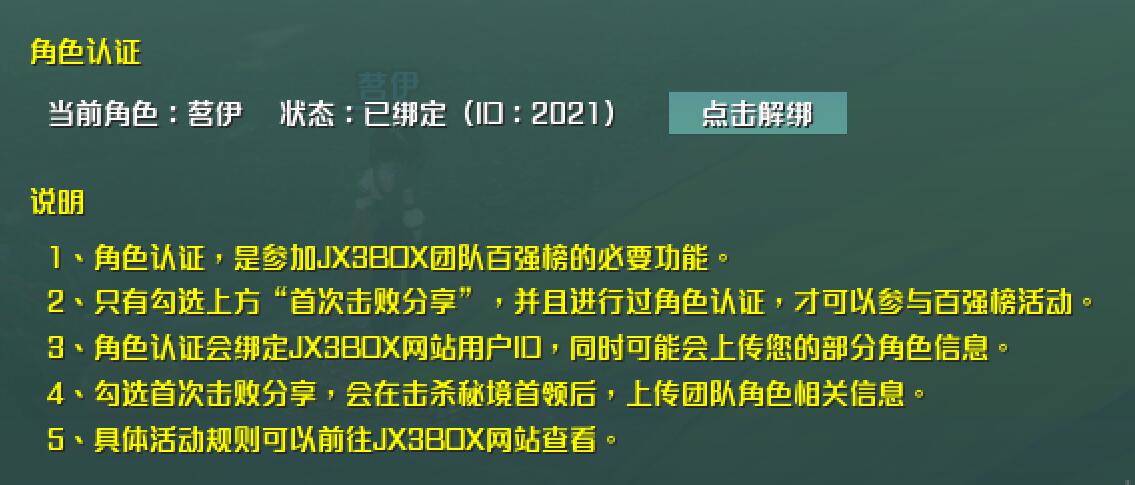 角色认证
茗伊
当前角色：茗伊 状态：已绑定（ID：2021） 点击解绑
说明
1、角色认证，是参加JX3BOX团队百强榜的必要功能。
2、只有勾选上方“首次击败分享”，并且进行过角色认证，才可以参与百强榜活动。
3、角色认证会绑定JX3BOX网站用户ID，同时可能会上传您的部分角色信息。
4、勾选首次击败分享，会在击杀秘境首领后，上传团队角色相关信息。
5、具体活动规则可以前往JX3BOX网站查看。